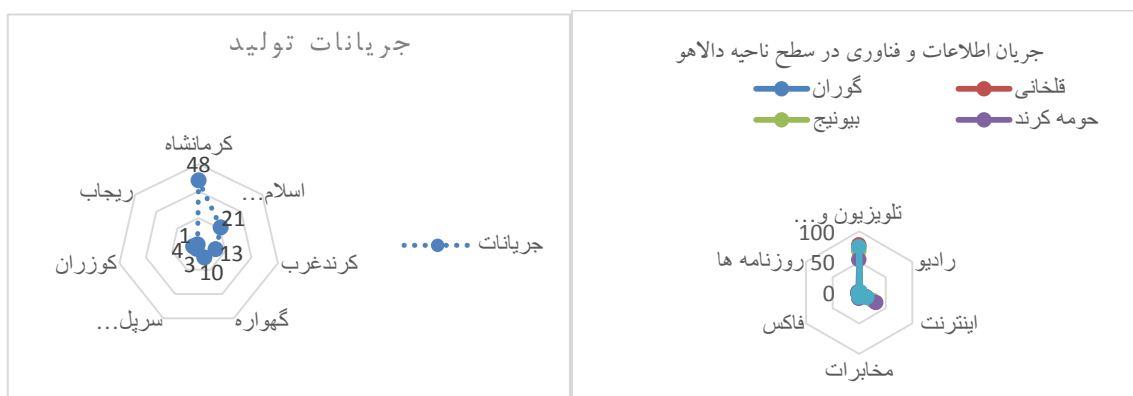 جریانات تولید
کرمانشاه
48
اسلام...
21
کرندغرب
13
گهواره
10
سرپل...
3
کوزران
4
ریجاب
1
جریانات
جریان اطلاعات و فناوری در سطح ناحیه دالاهو
گوران
قلخانی
بیونیج
حومه کرند
تلویزیون و...
رادیو
اینترنت
مخابرات
فاکس
روزنامه ها
100
50
0